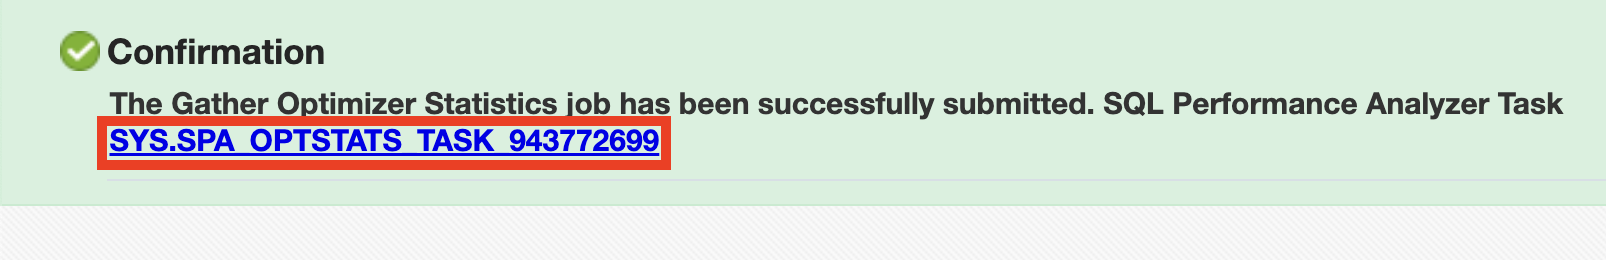 Confirmation
The Gather Optimizer Statistics job has been successfully submitted. SQL Performance Analyzer Task
SYS.SPA_OPTSTATS_TASK_943772699